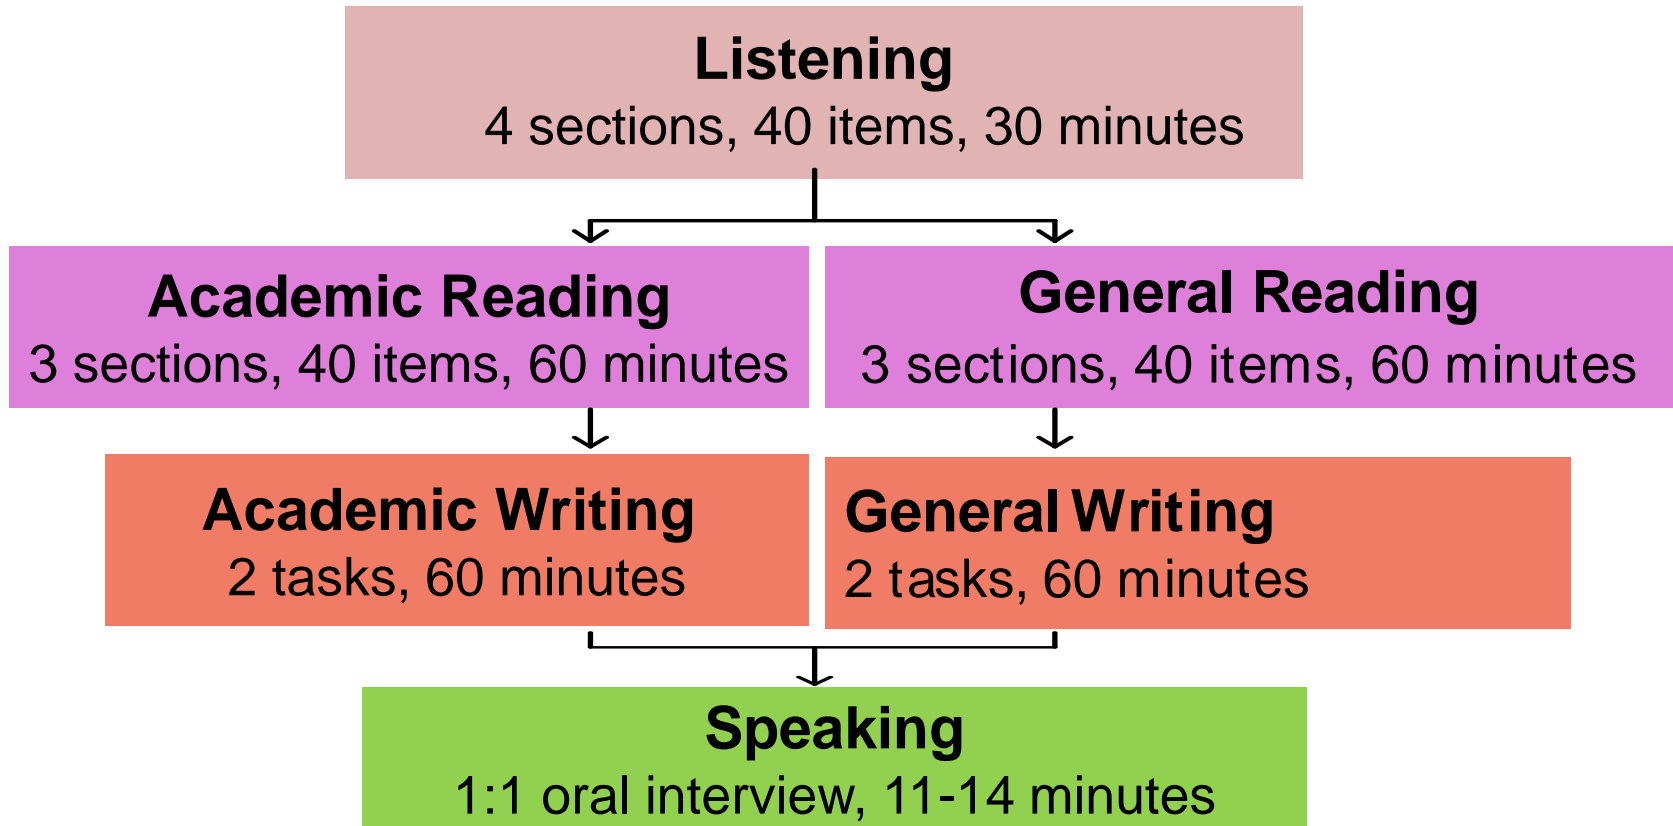 Listening
4 sections, 40 items, 30 minutes
Academic Reading
3 sections, 40 items, 60 minutes
General Reading
3 sections, 40 items, 60 minutes
Academic Writing
2 tasks, 60 minutes
General Writing
2 tasks, 60 minutes
Speaking
1:1 oral interview, 11-14 minutes